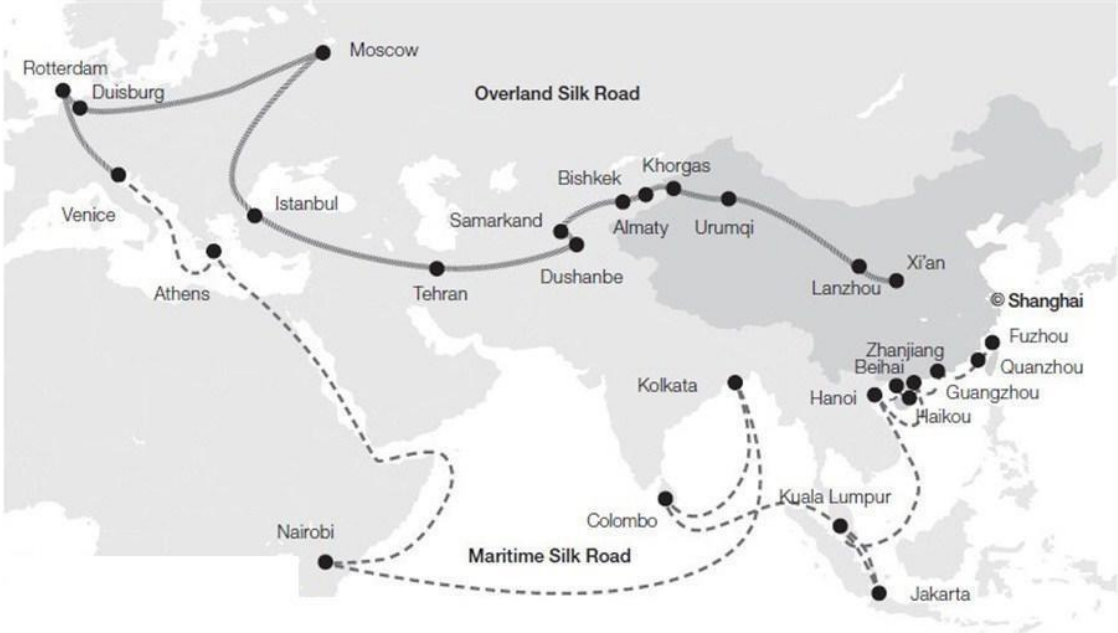 Moscow
Rotterdam
Duisburg
Overland Silk Road
Khorgas
Bishkek
Istanbul
Venice
Samarkand
Almaty
Urumqi
Dushanbe
Xi'an
Lanzhou
Athens
Tehran
© Shanghai
Fuzhou
Zhanjiang
Beihai
Quanzhou
Kolkata
Hanoi
Guangzhou
Haikou
Kuala Lumpur
Colombo
Nairobi
Maritime Silk Road
Jakarta